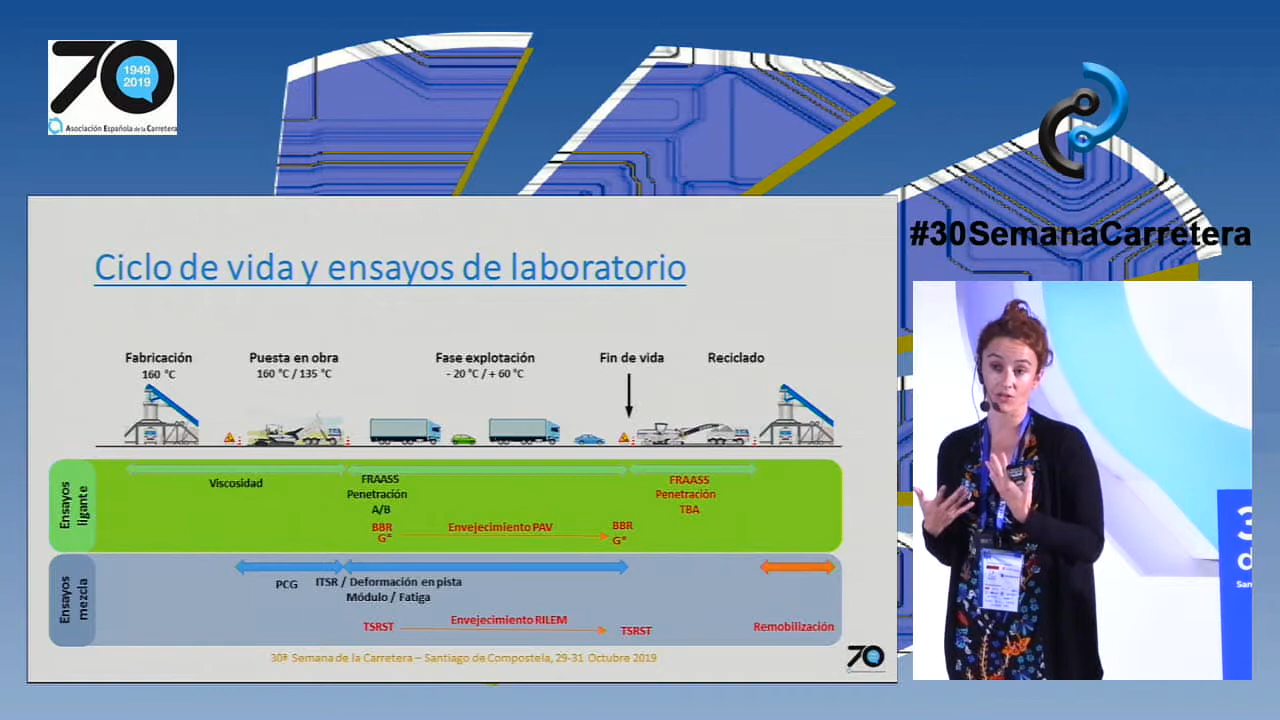 70
1949
2019
Asociación Española de la Carretera
#30SemanaCarretera
Ciclo de vida y ensayos de laboratorio
Fabricación
160 °C
Puesta en obra
160 °C / 135 °C
Fase explotación
- 20 °C / + 60 °C
Fin de vida
Reciclado
Ensayos
ligante
Viscosidad
FRAASS
Penetración
A/B
BBR
G*
Envejecimiento PAV
BBR
G*
FRAASS
Penetración
TBA
Ensayos
mezcla
PCG
ITSR / Deformación en pista
Módulo / Fatiga
TSRST
Envejecimiento RILEM
TSRST
Remobilización
30ª Semana de la Carretera – Santiago de Compostela, 29-31 Octubre 2019
70